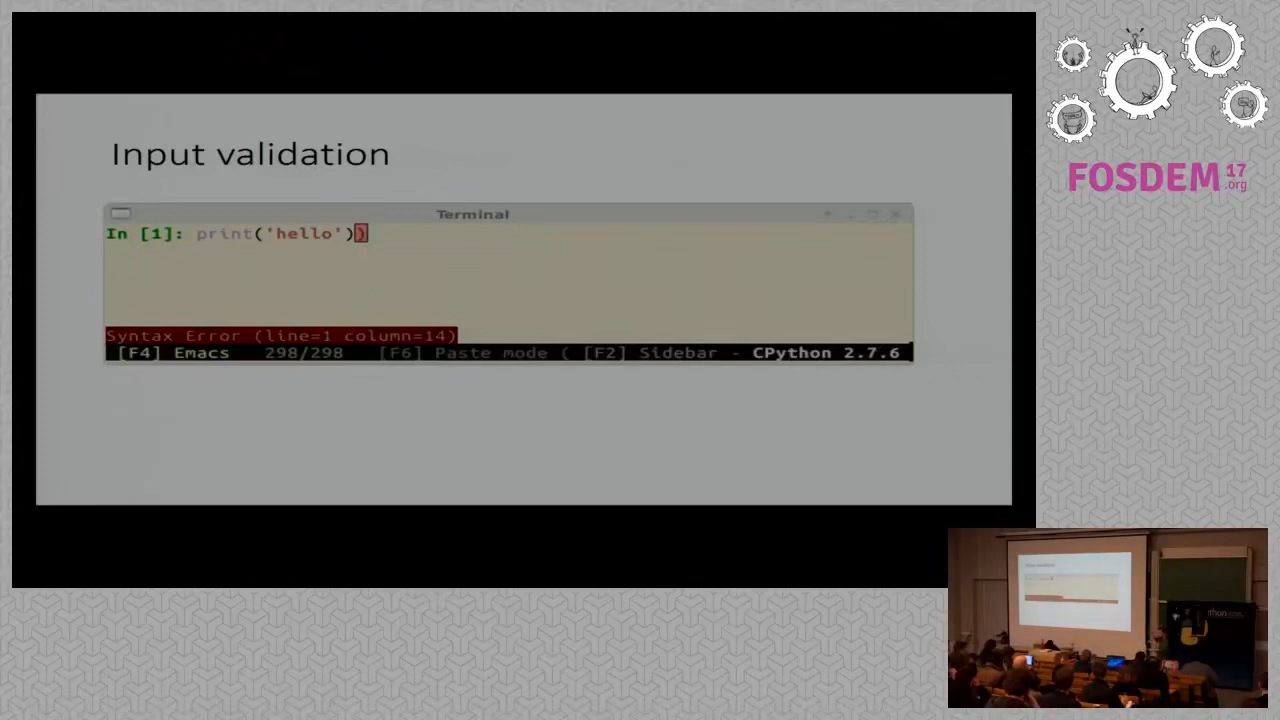 Input validation
Terminal
In [1]: print('hello'))
Syntax Error (line=1 column=14)
[F4] Emacs 298/298 [F6] Paste mode ( [F2] Sidebar - CPython 2.7.6
FOSDEM 17
.org